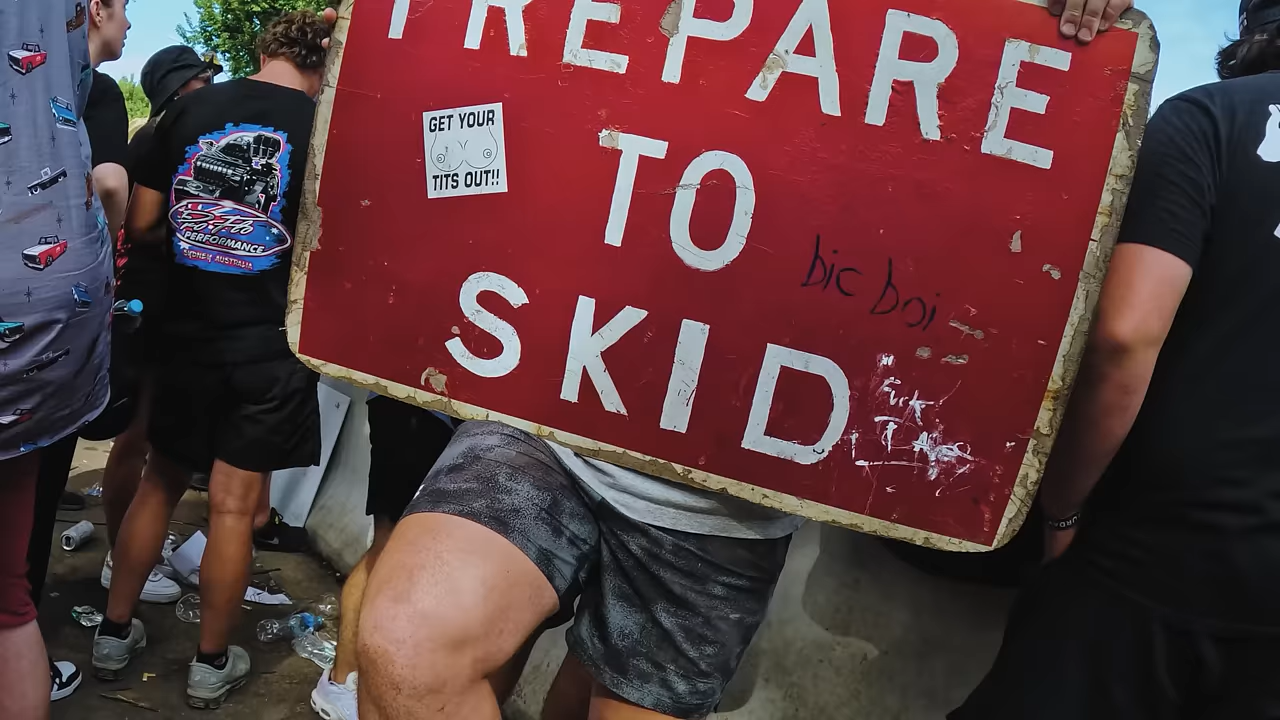 PREPARE
TO
SKID
GET YOUR
TITS OUT!!
bic boi
PERFORMANCE
SYDNEY AUSTRALIA